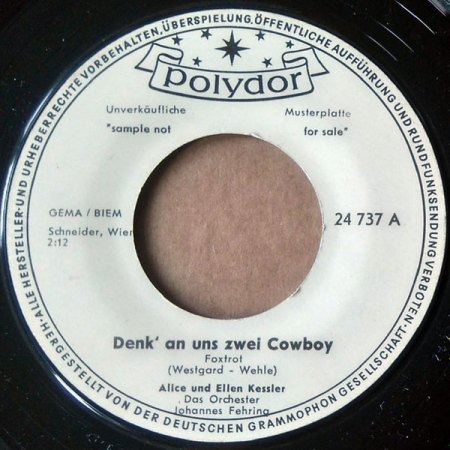 ALLE HERSTELLER-UND URHEBERRECHTE VORBEHALTEN, ÜBERSPIELUNG, ÖFFENTLICHE AUFFÜHRUNG UND RUNDFUNKSENDUNG VERBOTEN·
HERGESTELLT VON DER DEUTSCHEN GRAMMOPHON GESELLSCHAFT·
polydor
Unverkäufliche Musterplatte
"sample not for sale"
GEMA / BIEM 24 737 A
Schneider, Wien
2:12
Denk' an uns zwei Cowboy
Foxtrot
(Westgard - Wehle)
Alice und Ellen Kessler
Das Orchester
Johannes Fehring